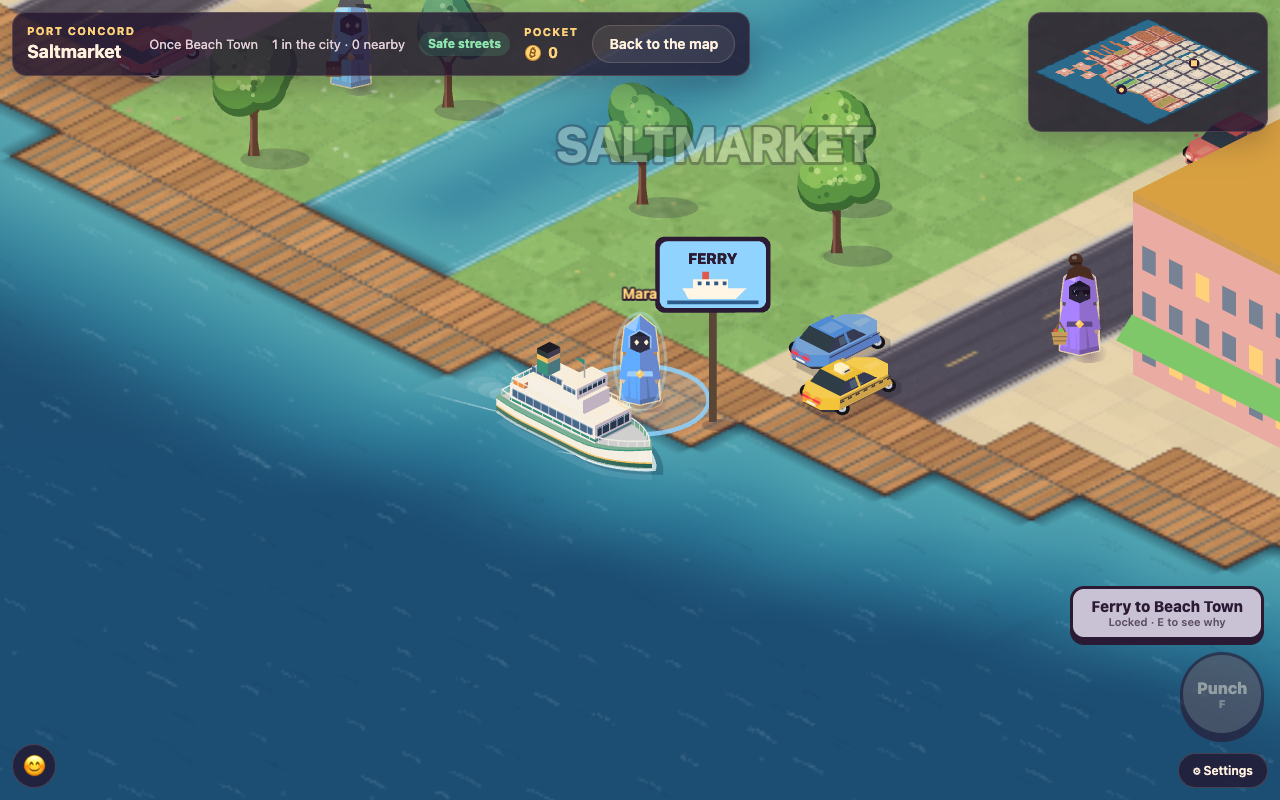 PORT CONCORD
Saltmarket
Once Beach Town
1 in the city · 0 nearby
Safe streets
POCKET
0
Back to the map
SALTMARKET
FERRY
Mara
Ferry to Beach Town
Locked · E to see why
Punch
F
Settings